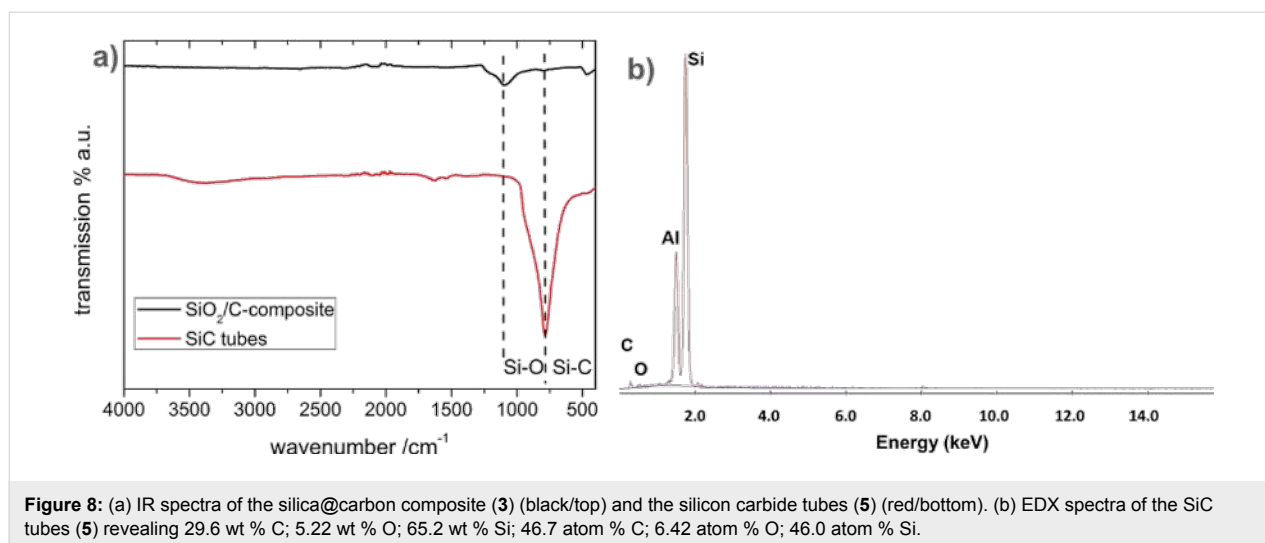 a)
transmission % a.u.
SiO2/C-composite
SiC tubes
Si-O Si-C
4000 3500 3000 2500 2000 1500 1000 500
wavenumber /cm-1
b)
Si
Al
C
O
2.0 4.0 6.0 8.0 10.0 12.0 14.0
Energy (keV)
Figure 8: (a) IR spectra of the silica@carbon composite (3) (black/top) and the silicon carbide tubes (5) (red/bottom). (b) EDX spectra of the SiC
tubes (5) revealing 29.6 wt % C; 5.22 wt % O; 65.2 wt % Si; 46.7 atom % C; 6.42 atom % O; 46.0 atom % Si.